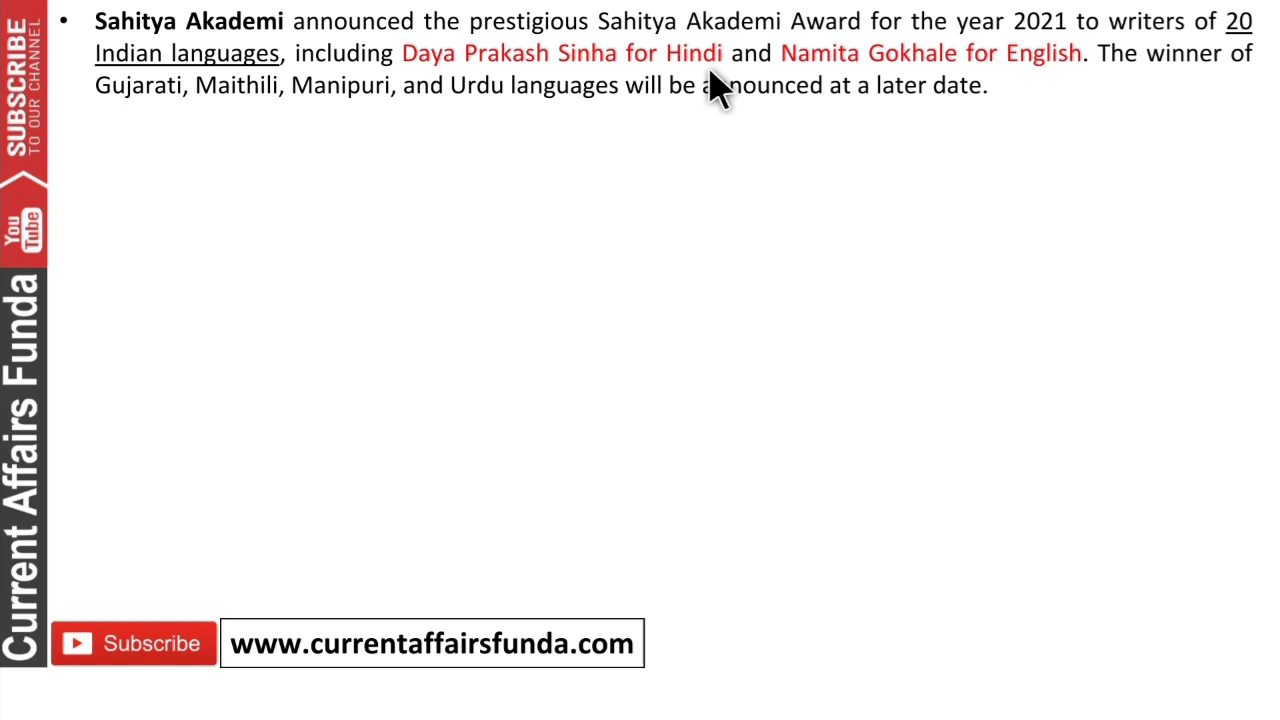 • Sahitya Akademi announced the prestigious Sahitya Akademi Award for the year 2021 to writers of 20
Indian languages, including Daya Prakash Sinha for Hindi and Namita Gokhale for English. The winner of
Gujarati, Maithili, Manipuri, and Urdu languages will be announced at a later date.
SUBSCRIBE
TO OUR CHANNEL
You Tube
Current Affairs Funda
Subscribe
www.currentaffairsfunda.com